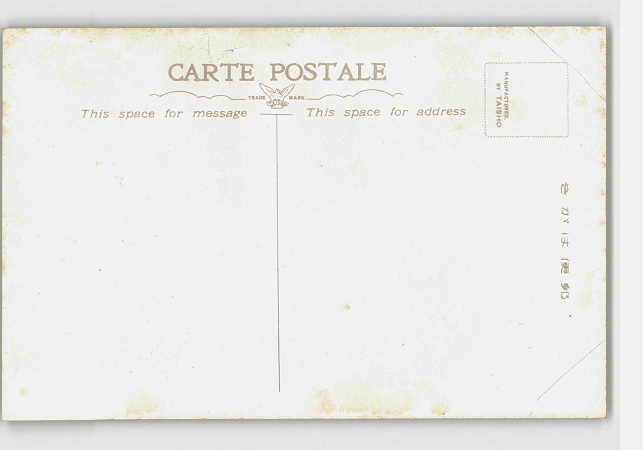 CARTE POSTALE
TRADE MARK
This space for message
This space for address
MANUFACTURED.
BY TAISHO
きがは便郵